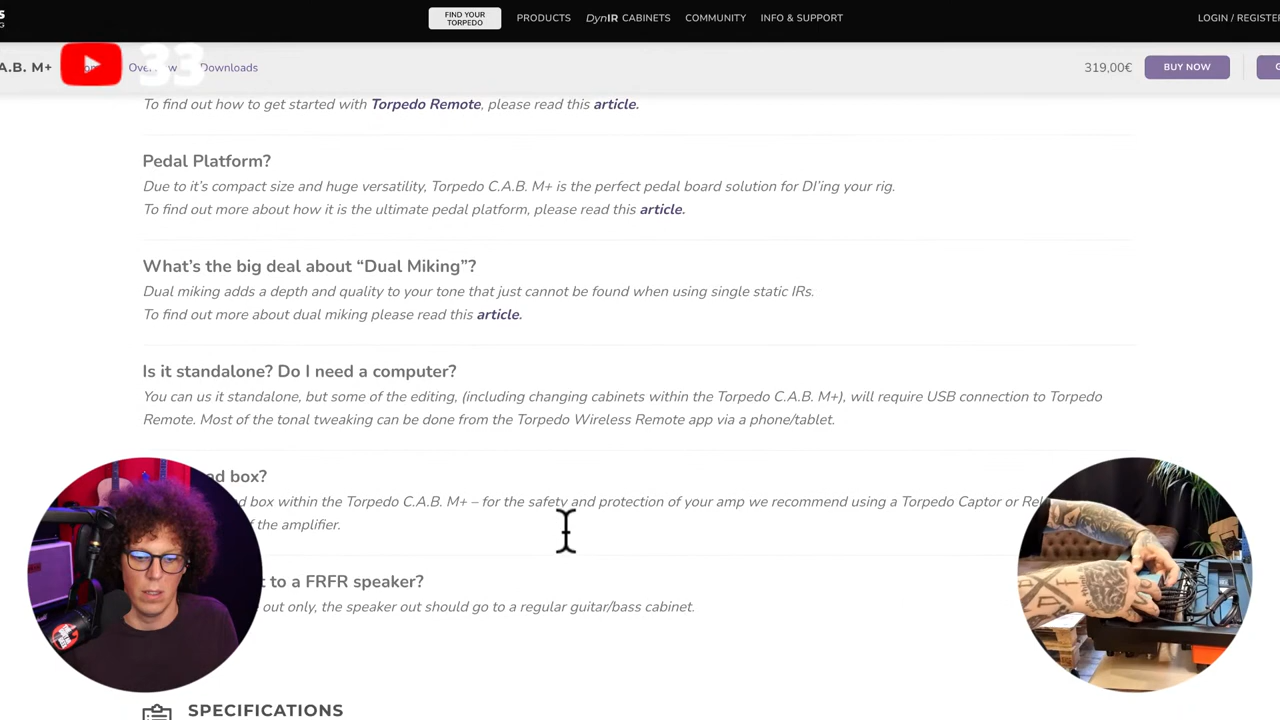 FIND YOUR
TORPEDO
PRODUCTS
DynIR CABINETS
COMMUNITY
INFO & SUPPORT
LOGIN / REGISTER
A.B. M+
33
Downloads
319,00€
BUY NOW
To find out how to get started with Torpedo Remote, please read this article.
Pedal Platform?
Due to it's compact size and huge versatility, Torpedo C.A.B. M+ is the perfect pedal board solution for DI'ing your rig.
To find out more about how it is the ultimate pedal platform, please read this article.
What's the big deal about “Dual Miking”?
Dual miking adds a depth and quality to your tone that just cannot be found when using single static IRs.
To find out more about dual miking please read this article.
Is it standalone? Do I need a computer?
You can us it standalone, but some of the editing, (including changing cabinets within the Torpedo C.A.B. M+), will require USB connection to Torpedo
Remote. Most of the tonal tweaking can be done from the Torpedo Wireless Remote app via a phone/tablet.
box?
box within the Torpedo C.A.B. M+ – for the safety and protection of your amp we recommend using a Torpedo Captor or
f the amplifier.
to a FRFR speaker?
out only, the speaker out should go to a regular guitar/bass cabinet.
SPECIFICATIONS